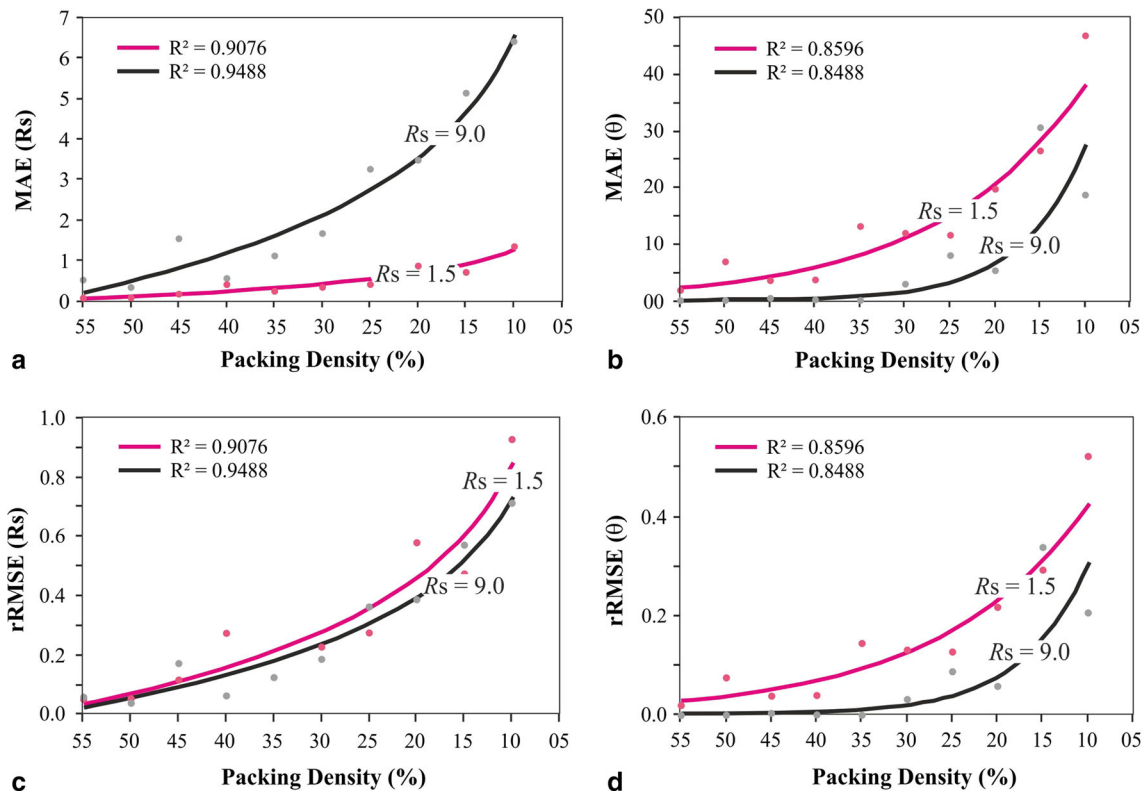 MAE (Rs)
7
6
5
4
3
2
1
0
R² = 0.9076
R² = 0.9488
Rs = 9.0
Rs = 1.5
55 50 45 40 35 30 25 20 15 10 05
Packing Density (%)
a
MAE (θ)
50
40
30
20
10
00
R² = 0.8596
R² = 0.8488
Rs = 1.5
Rs = 9.0
55 50 45 40 35 30 25 20 15 10 05
Packing Density (%)
b
rRMSE (Rs)
1.0
0.8
0.6
0.4
0.2
0.0
R² = 0.9076
R² = 0.9488
Rs = 1.5
Rs = 9.0
55 50 45 40 35 30 25 20 15 10 05
Packing Density (%)
c
rRMSE (θ)
0.6
0.4
0.2
0.0
R² = 0.8596
R² = 0.8488
Rs = 1.5
Rs = 9.0
55 50 45 40 35 30 25 20 15 10 05
Packing Density (%)
d